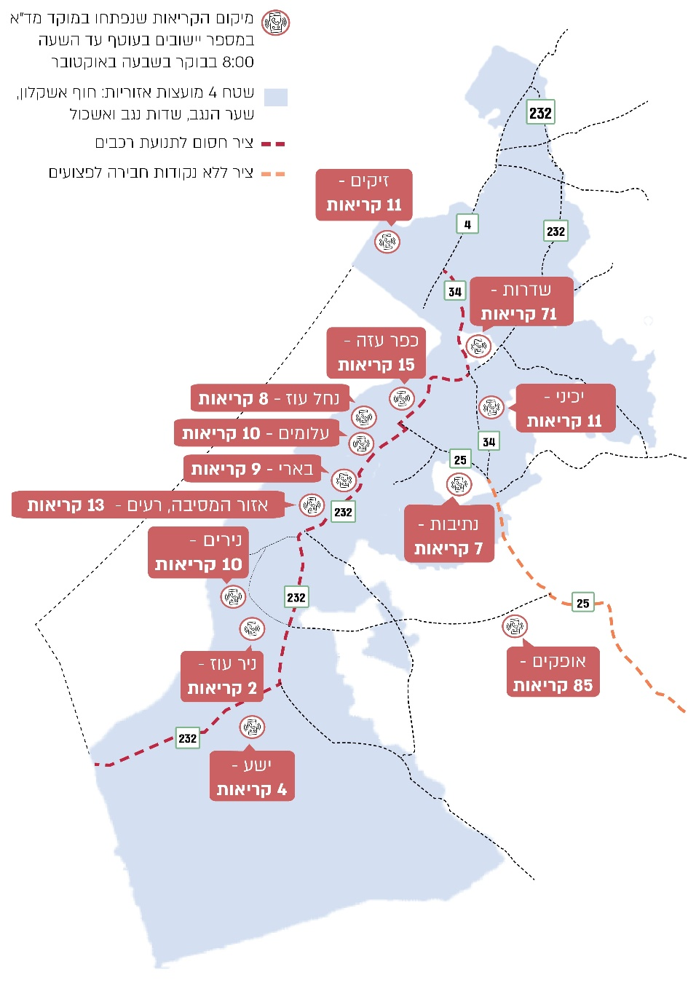 מיקום הקריאות שנפתחו במוקד מד"א
במספר יישובים בעוטף עד השעה
8:00 בבוקר בשבעה באוקטובר
שטח 4 מועצות אזוריות: חוף אשקלון,
שער הנגב, שדות נגב ואשכול
ציר חסום לתנועת רכבים
ציר ללא נקודות חבירה לפצועים
232
זיקים -
11 קריאות
4
232
34
שדרות -
71 קריאות
כפר עזה -
15 קריאות
נחל עוז - 8 קריאות
יכיני -
11 קריאות
עלומים - 10 קריאות
34
25
בארי - 9 קריאות
אזור המסיבה, רעים - 13 קריאות
232
נתיבות -
7 קריאות
נירים -
10 קריאות
232
25
ניר עוז -
2 קריאות
אופקים -
85 קריאות
232
ישע -
4 קריאות